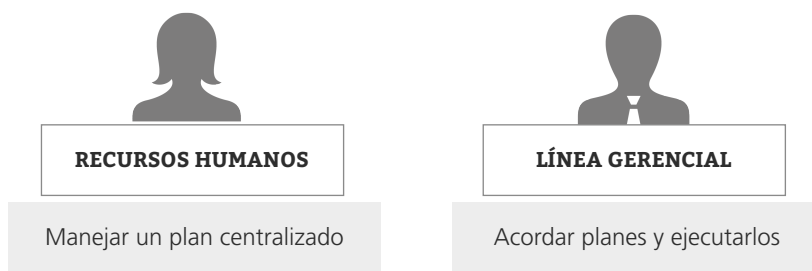 RECURSOS HUMANOS
LÍNEA GERENCIAL
Manejar un plan centralizado
Acordar planes y ejecutarlos